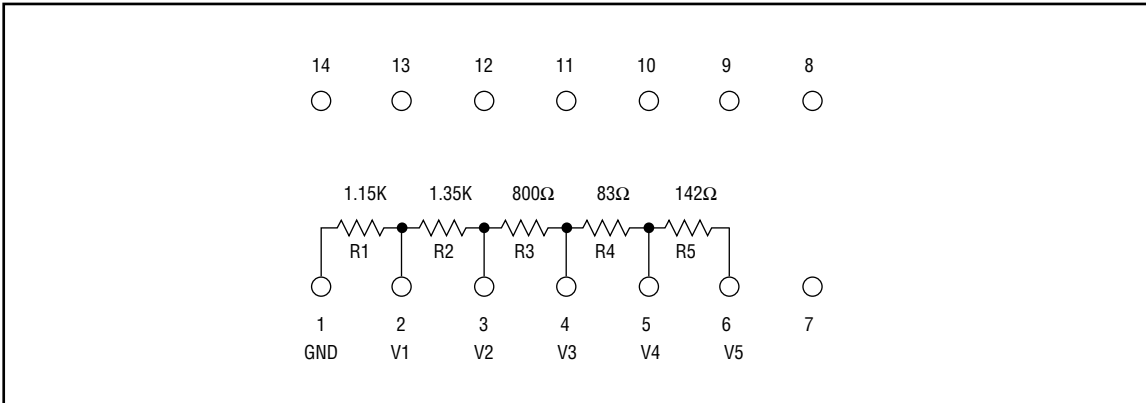 14 13 12 11 10 9 8
1.15K 1.35K 800Ω 83Ω 142Ω
R1 R2 R3 R4 R5
1 2 3 4 5 6 7
GND V1 V2 V3 V4 V5